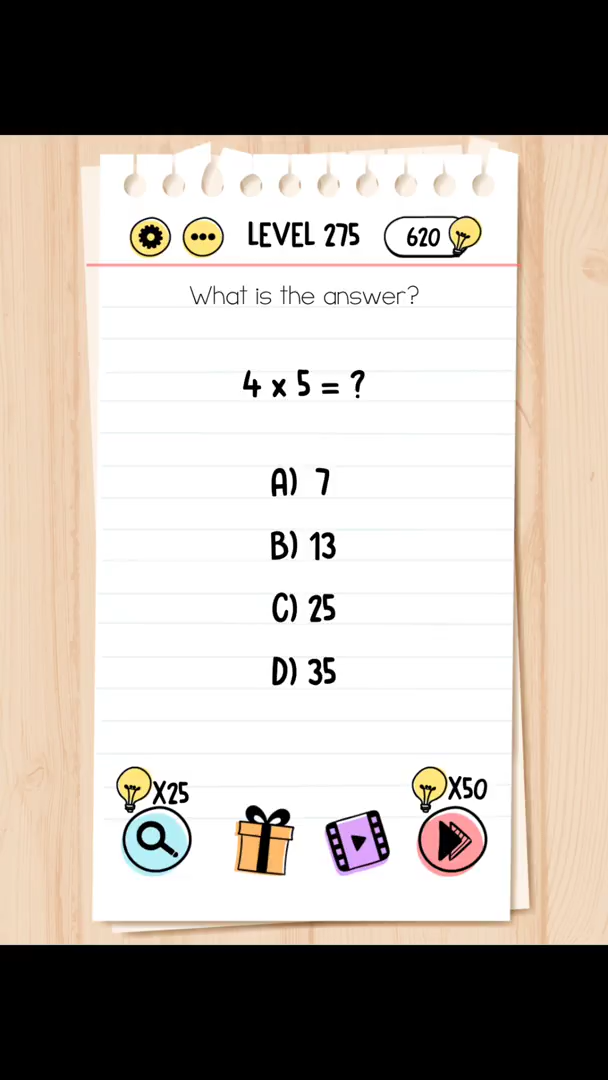 LEVEL 275
620
What is the answer?
4 x 5 = ?
A) 7
B) 13
C) 25
D) 35
X25
X50